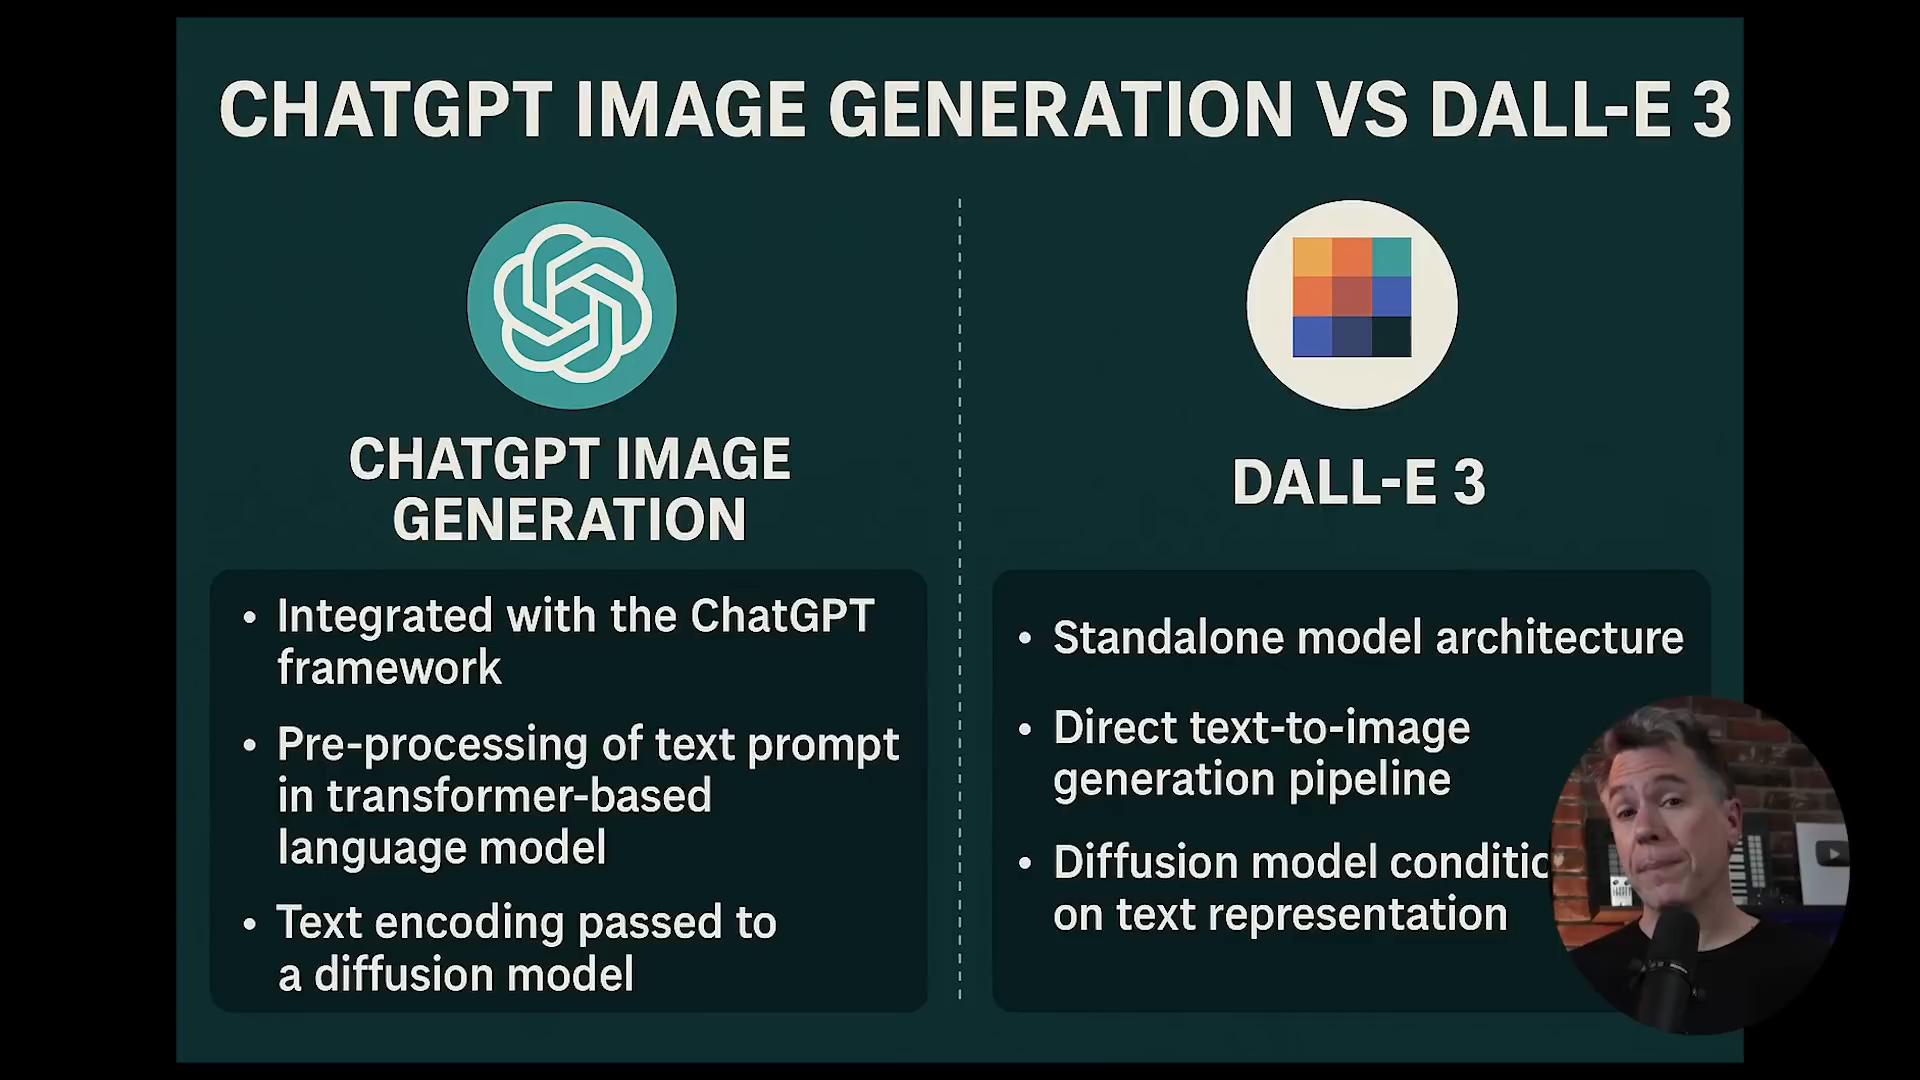 CHATGPT IMAGE GENERATION VS DALL-E 3
CHATGPT IMAGE
GENERATION
• Integrated with the ChatGPT
framework
• Pre-processing of text prompt
in transformer-based
language model
• Text encoding passed to
a diffusion model
DALL-E 3
• Standalone model architecture
• Direct text-to-image
generation pipeline
• Diffusion model
on text representation